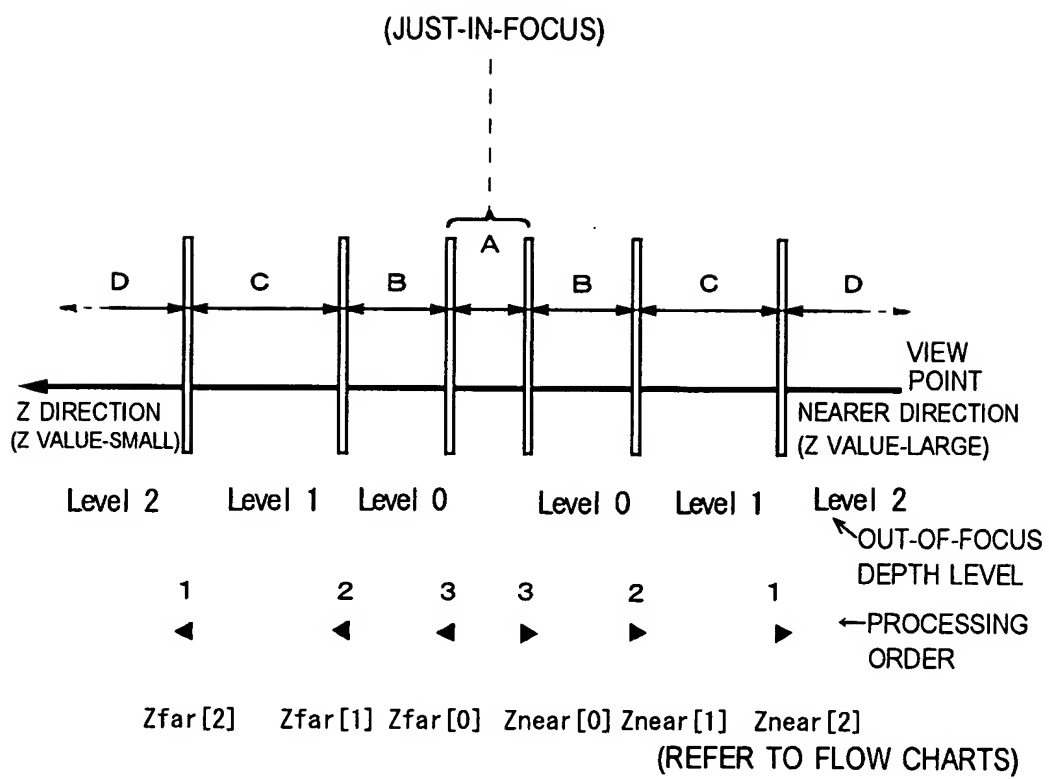 (JUST-IN-FOCUS)
A
D C B B C D
VIEW
POINT
Z DIRECTION
(Z VALUE-SMALL)
NEARER DIRECTION
(Z VALUE-LARGE)
Level 2 Level 1 Level 0 Level 0 Level 1 Level 2
OUT-OF-FOCUS
DEPTH LEVEL
1 2 3 3 2 1
PROCESSING
ORDER
Zfar[2] Zfar[1] Zfar[0] Znear[0] Znear[1] Znear[2]
(REFER TO FLOW CHARTS)